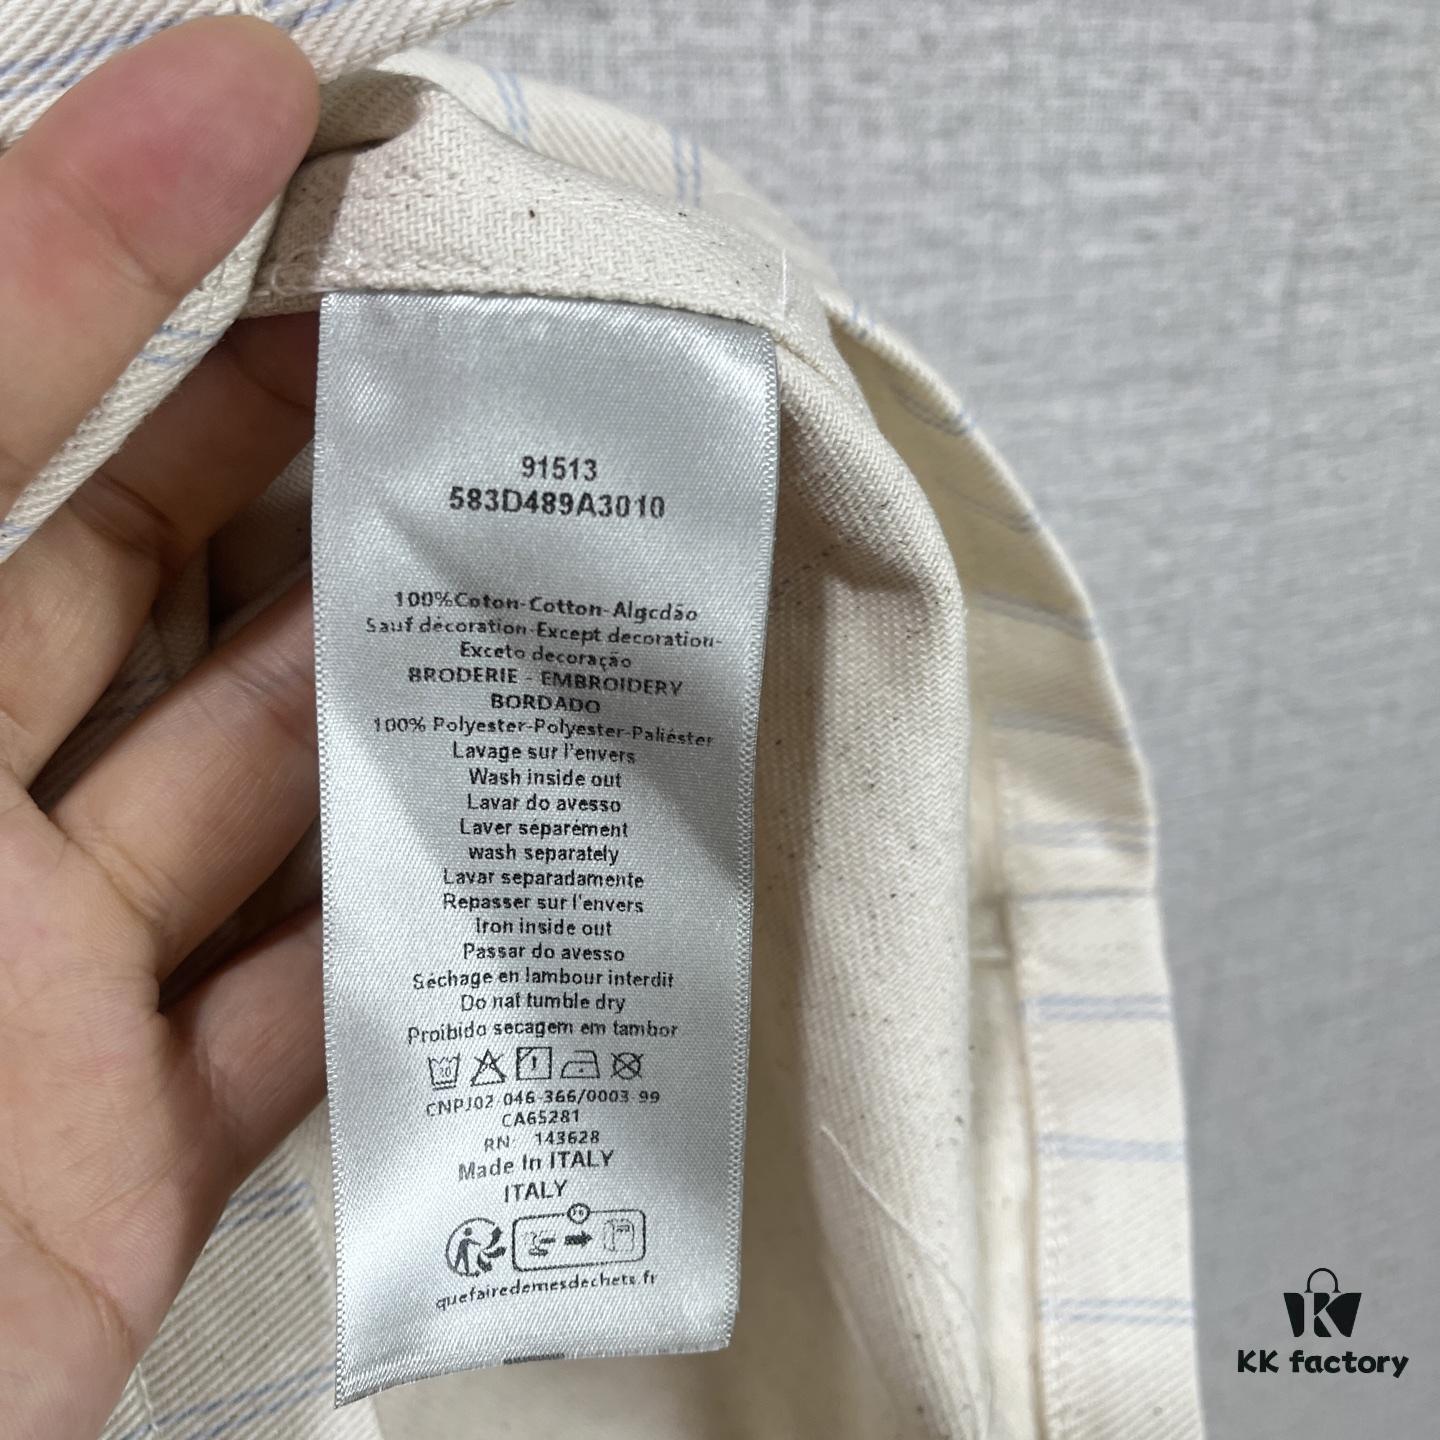 91513
583D489A3010
100%Coton-Cotton-Algcdão
Sauf décoration-Except decoration-
Exceto decoração
BRODERIE - EMBROIDERY
BORDADO
100% Polyester-Polyester-Paliéster
Lavage sur l'envers
Wash inside out
Lavar do avesso
Laver séparément
wash separately
Lavar separadamente
Repasser sur l'envers
Iron inside out
Passar do avesso
Séchage en lambour interdit
Do nat tumble dry
Proibido secagem em tambor
CNPJ02 046 366/0003 99
CA65281
RN 143628
Made In ITALY
ITALY
quefairedemesdechets.fr
KK factory